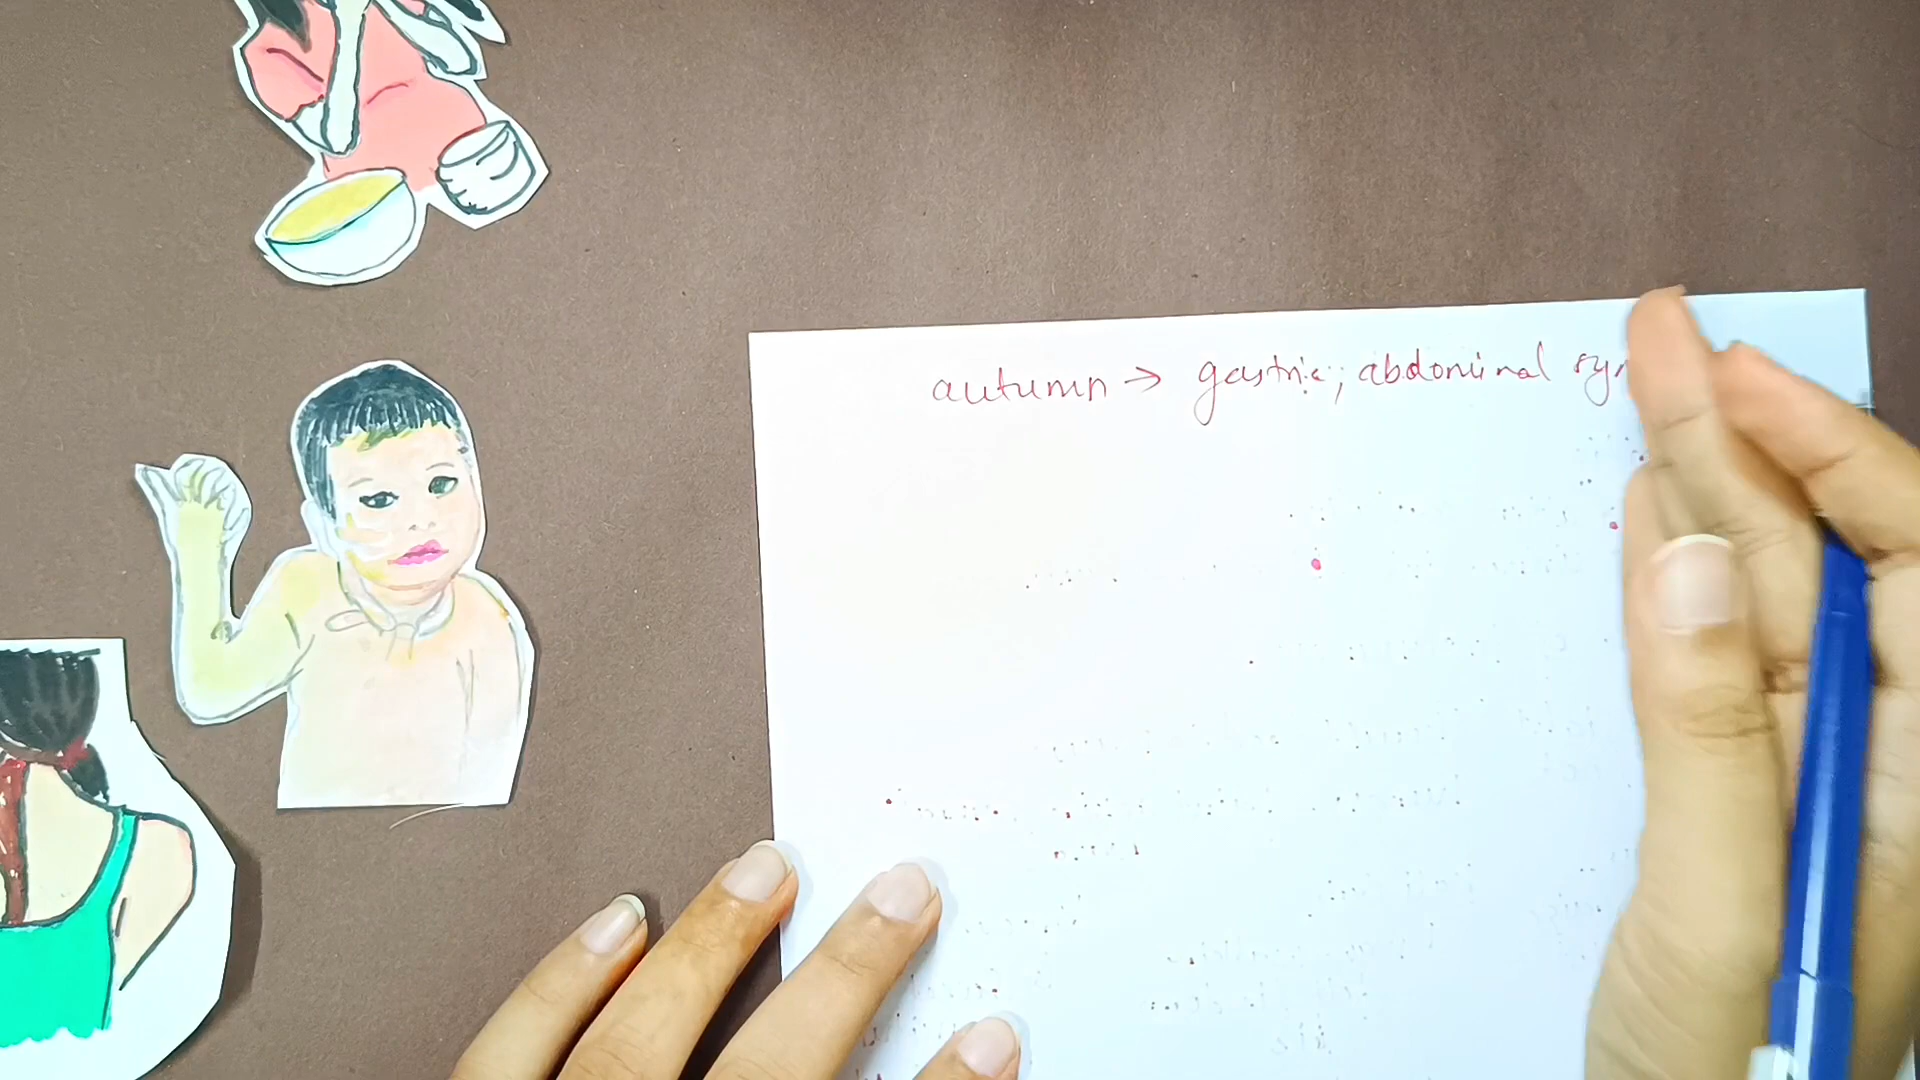 autumn → gastric, abdominal